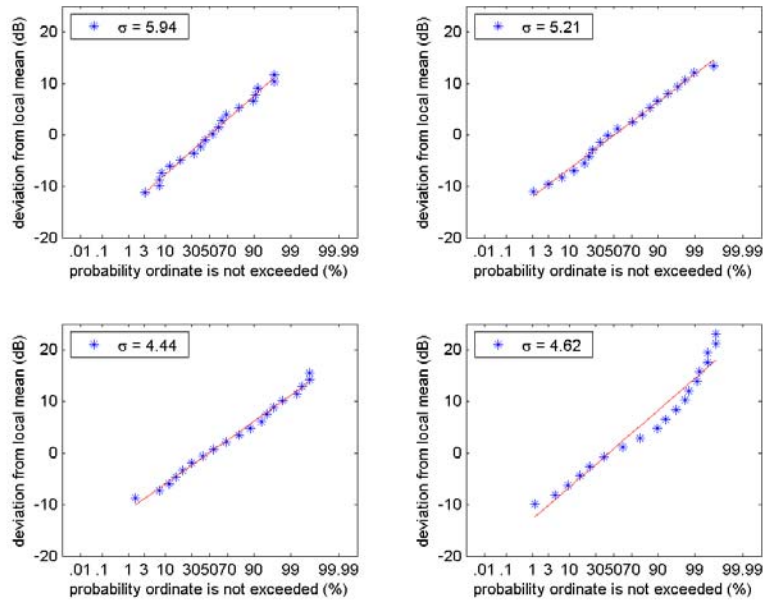 σ = 5.94
deviation from local mean (dB)
20
10
0
-10
-20
.01 .1 1 3 10 305070 90 99 99.99
probability ordinate is not exceeded (%)
σ = 5.21
deviation from local mean (dB)
20
10
0
-10
-20
.01 .1 1 3 10 305070 90 99 99.99
probability ordinate is not exceeded (%)
σ = 4.44
deviation from local mean (dB)
20
10
0
-10
-20
.01 .1 1 3 10 305070 90 99 99.99
probability ordinate is not exceeded (%)
σ = 4.62
deviation from local mean (dB)
20
10
0
-10
-20
.01 .1 1 3 10 305070 90 99 99.99
probability ordinate is not exceeded (%)